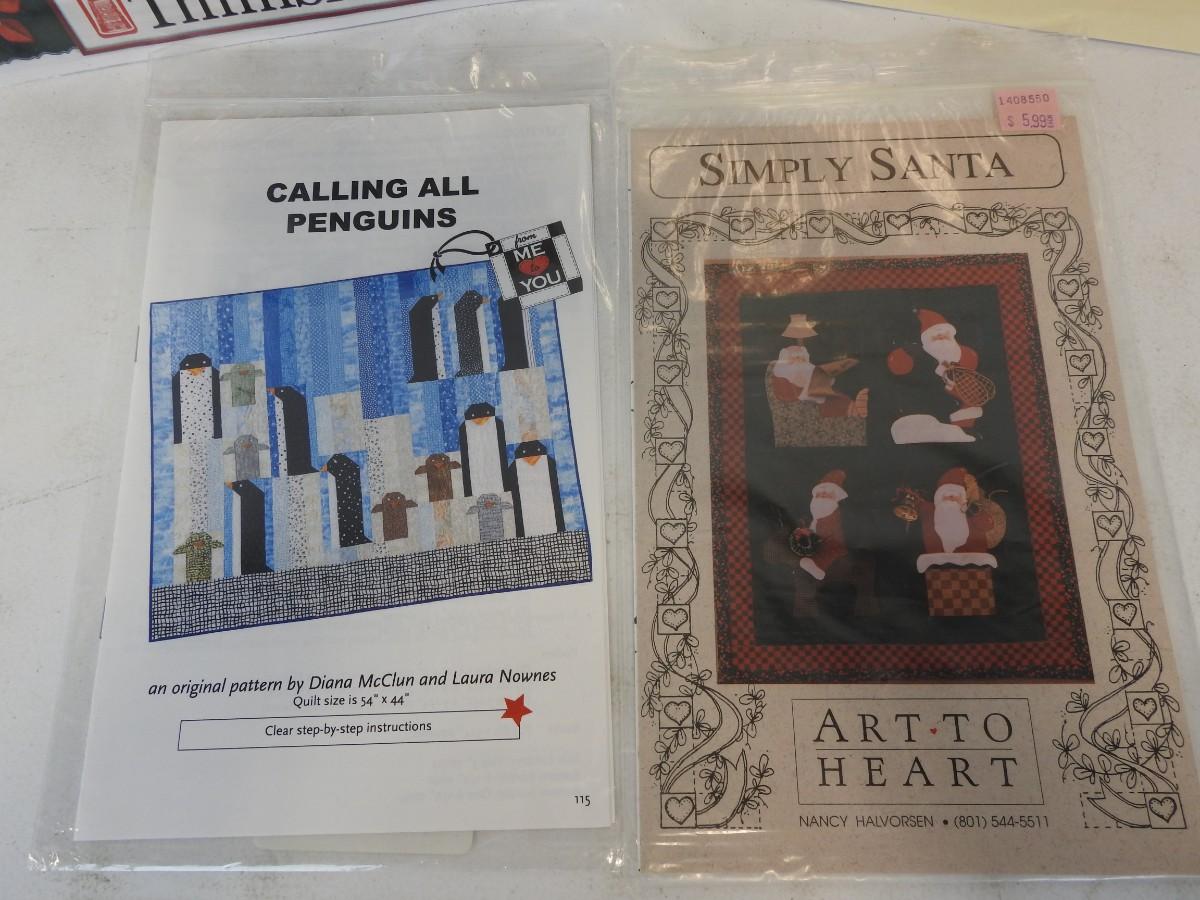 CALLING ALL
PENGUINS
from
ME
to
YOU
an original pattern by Diana McClun and Laura Nownes
Quilt size is 54" x 44"
Clear step-by-step instructions
115
1408550
$ 5.99
SIMPLY SANTA
ART TO
HEART
NANCY HALVORSEN • (801) 544-5511